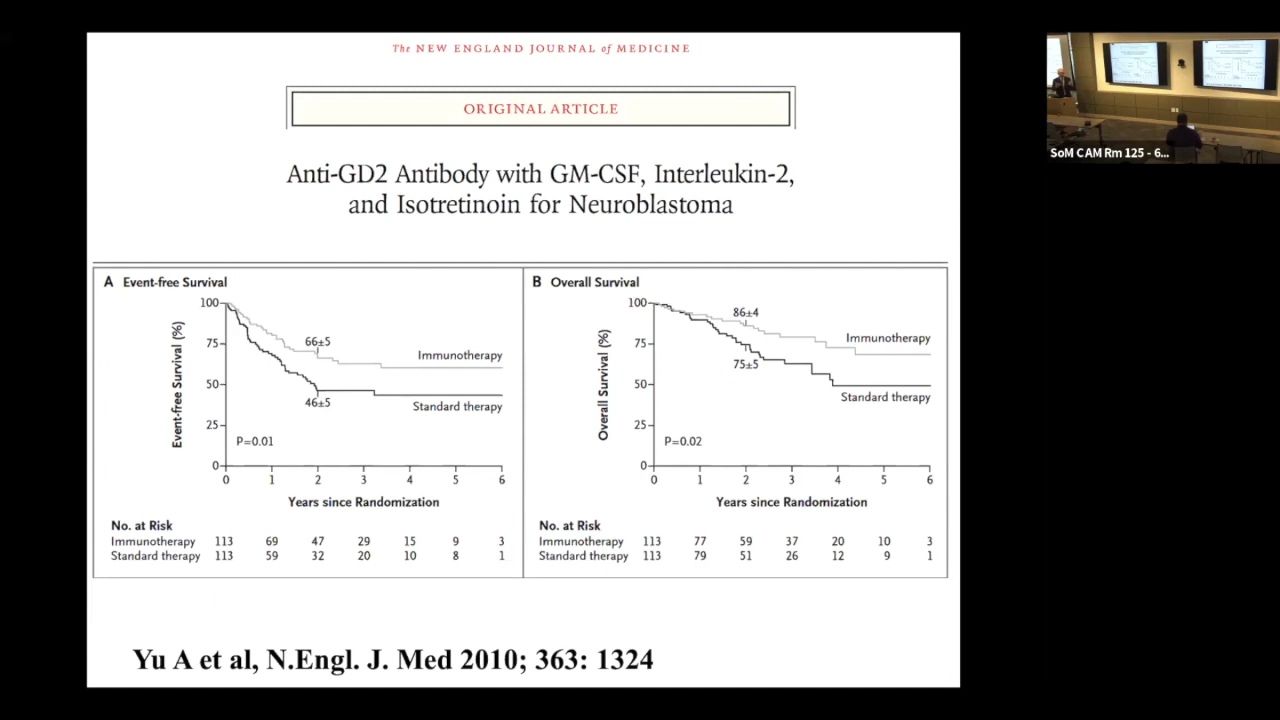 The NEW ENGLAND JOURNAL of MEDICINE
ORIGINAL ARTICLE
Anti-GD2 Antibody with GM-CSF, Interleukin-2,
and Isotretinoin for Neuroblastoma
A Event-free Survival
Event-free Survival (%)
100
75
50
25
0
66±5
46±5
Immunotherapy
Standard therapy
P=0.01
0 1 2 3 4 5 6
Years since Randomization
No. at Risk
Immunotherapy 113 69 47 29 15 9 3
Standard therapy 113 59 32 20 10 8 1
B Overall Survival
Overall Survival (%)
100
75
50
25
0
86±4
75±5
Immunotherapy
Standard therapy
P=0.02
0 1 2 3 4 5 6
Years since Randomization
No. at Risk
Immunotherapy 113 77 59 37 20 10 3
Standard therapy 113 79 51 26 12 9 1
Yu A et al, N.Engl. J. Med 2010; 363: 1324
SoM CAM Rm 125 - 6...